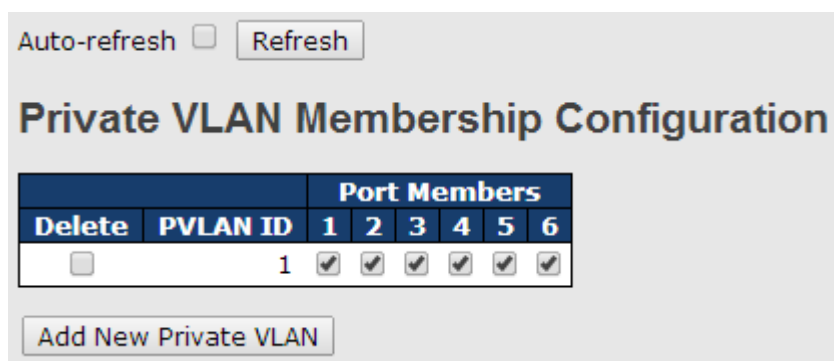 Auto-refresh Refresh
Private VLAN Membership Configuration
Port Members
Delete PVLAN ID 1 2 3 4 5 6
1
Add New Private VLAN